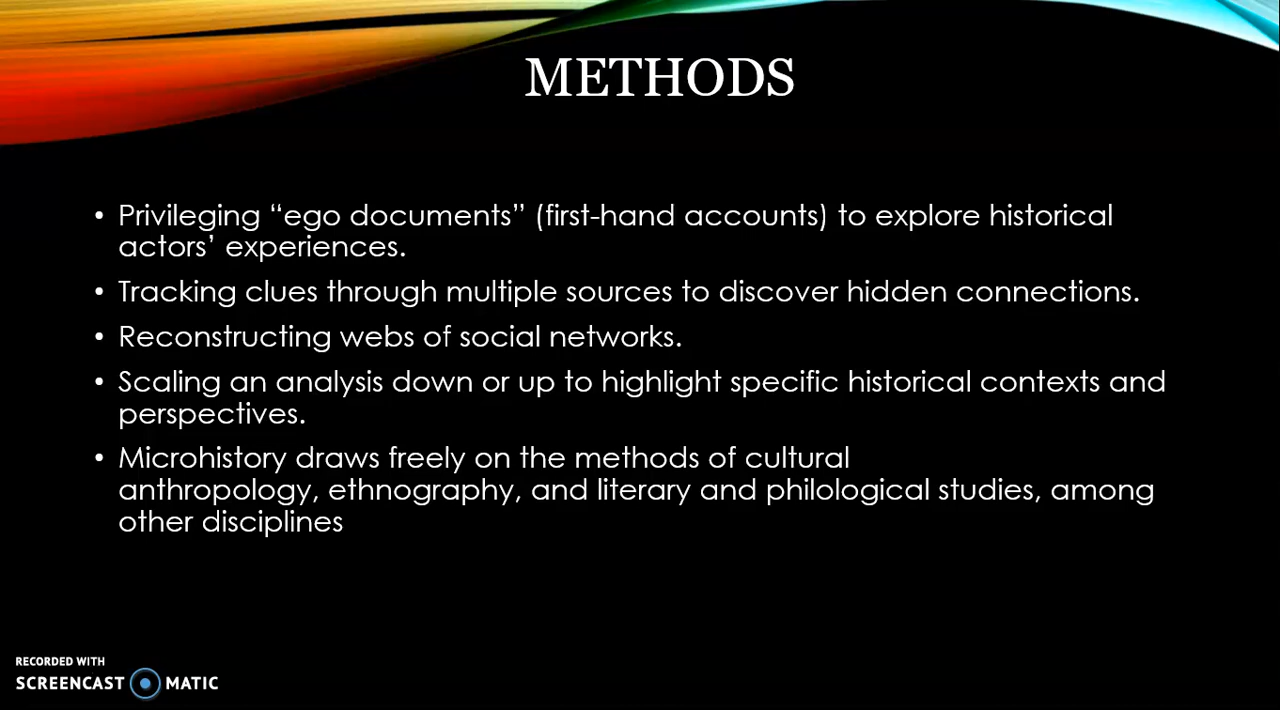 METHODS
• Privileging “ego documents” (first-hand accounts) to explore historical
actors’ experiences.
• Tracking clues through multiple sources to discover hidden connections.
• Reconstructing webs of social networks.
• Scaling an analysis down or up to highlight specific historical contexts and
perspectives.
• Microhistory draws freely on the methods of cultural
anthropology, ethnography, and literary and philological studies, among
other disciplines
RECORDED WITH
SCREENCAST MATIC